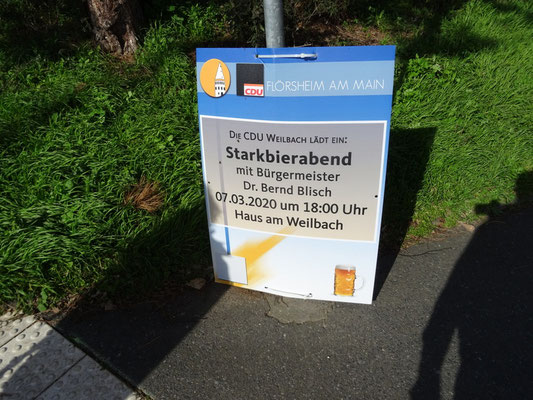 CDU
FLÖRSHEIM AM MAIN
DIE CDU WEILBACH LÄDT EIN:
Starkbierabend
mit Bürgermeister
Dr. Bernd Blisch
07.03.2020 um 18:00 Uhr
Haus am Weilbach